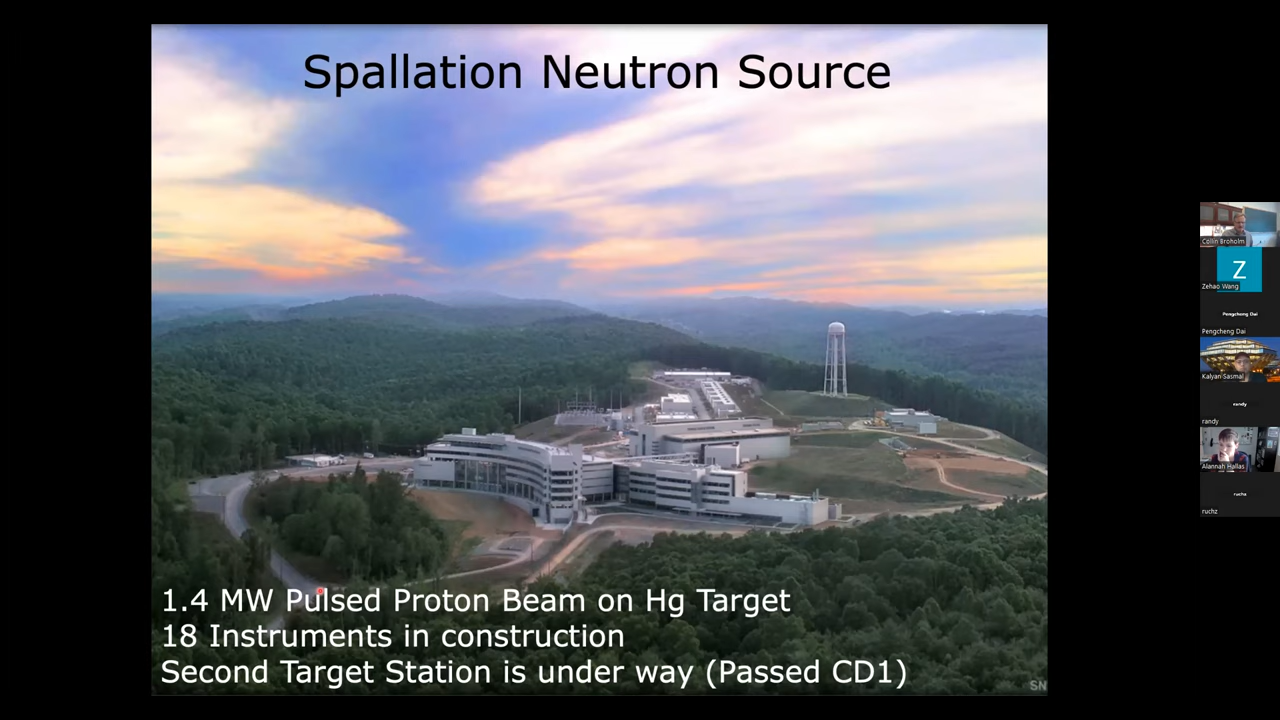 Spallation Neutron Source
1.4 MW Pulsed Proton Beam on Hg Target
18 Instruments in construction
Second Target Station is under way (Passed CD1)
SN
Collin Broholm
Z
Zehao Wang
Pengcheng Dai
Pengcheng Dai
Kalyan Sasmal
randy
randy
Alannah Hallas
ruchz
ruchz